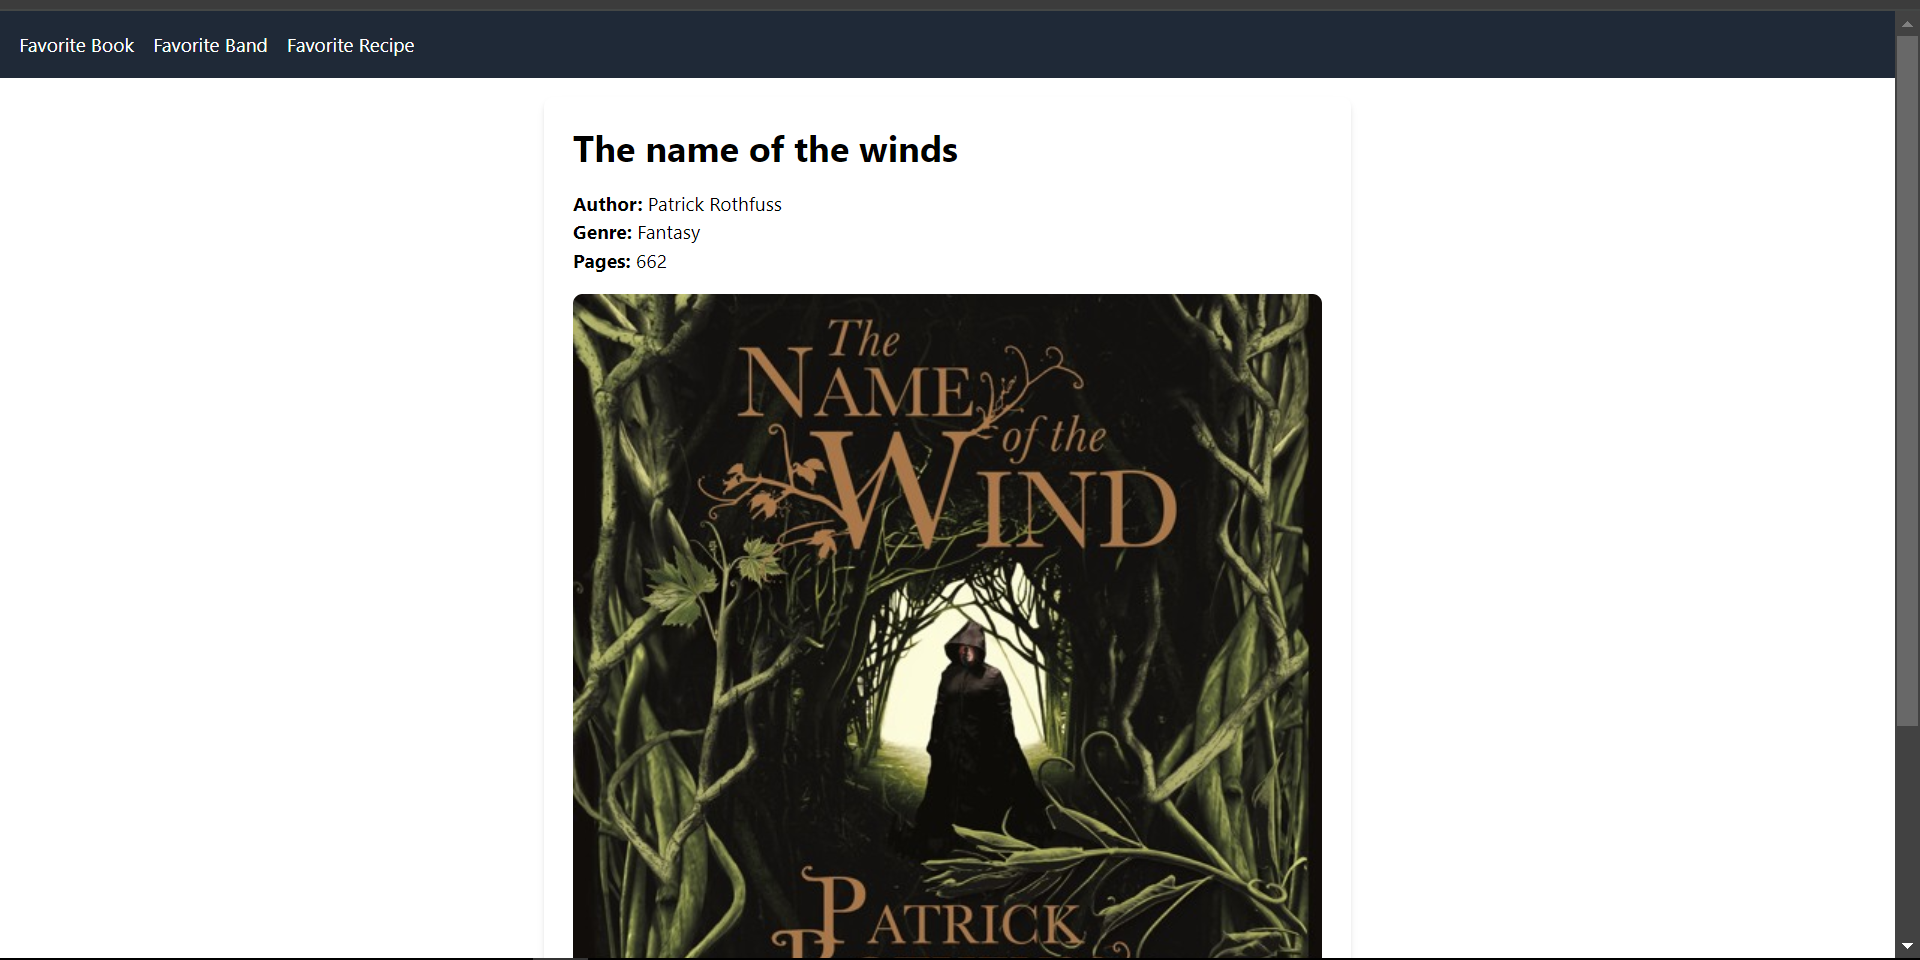 Favorite Book Favorite Band Favorite Recipe
The name of the winds
Author: Patrick Rothfuss
Genre: Fantasy
Pages: 662
The
NAME
of the
WIND
PATRICK